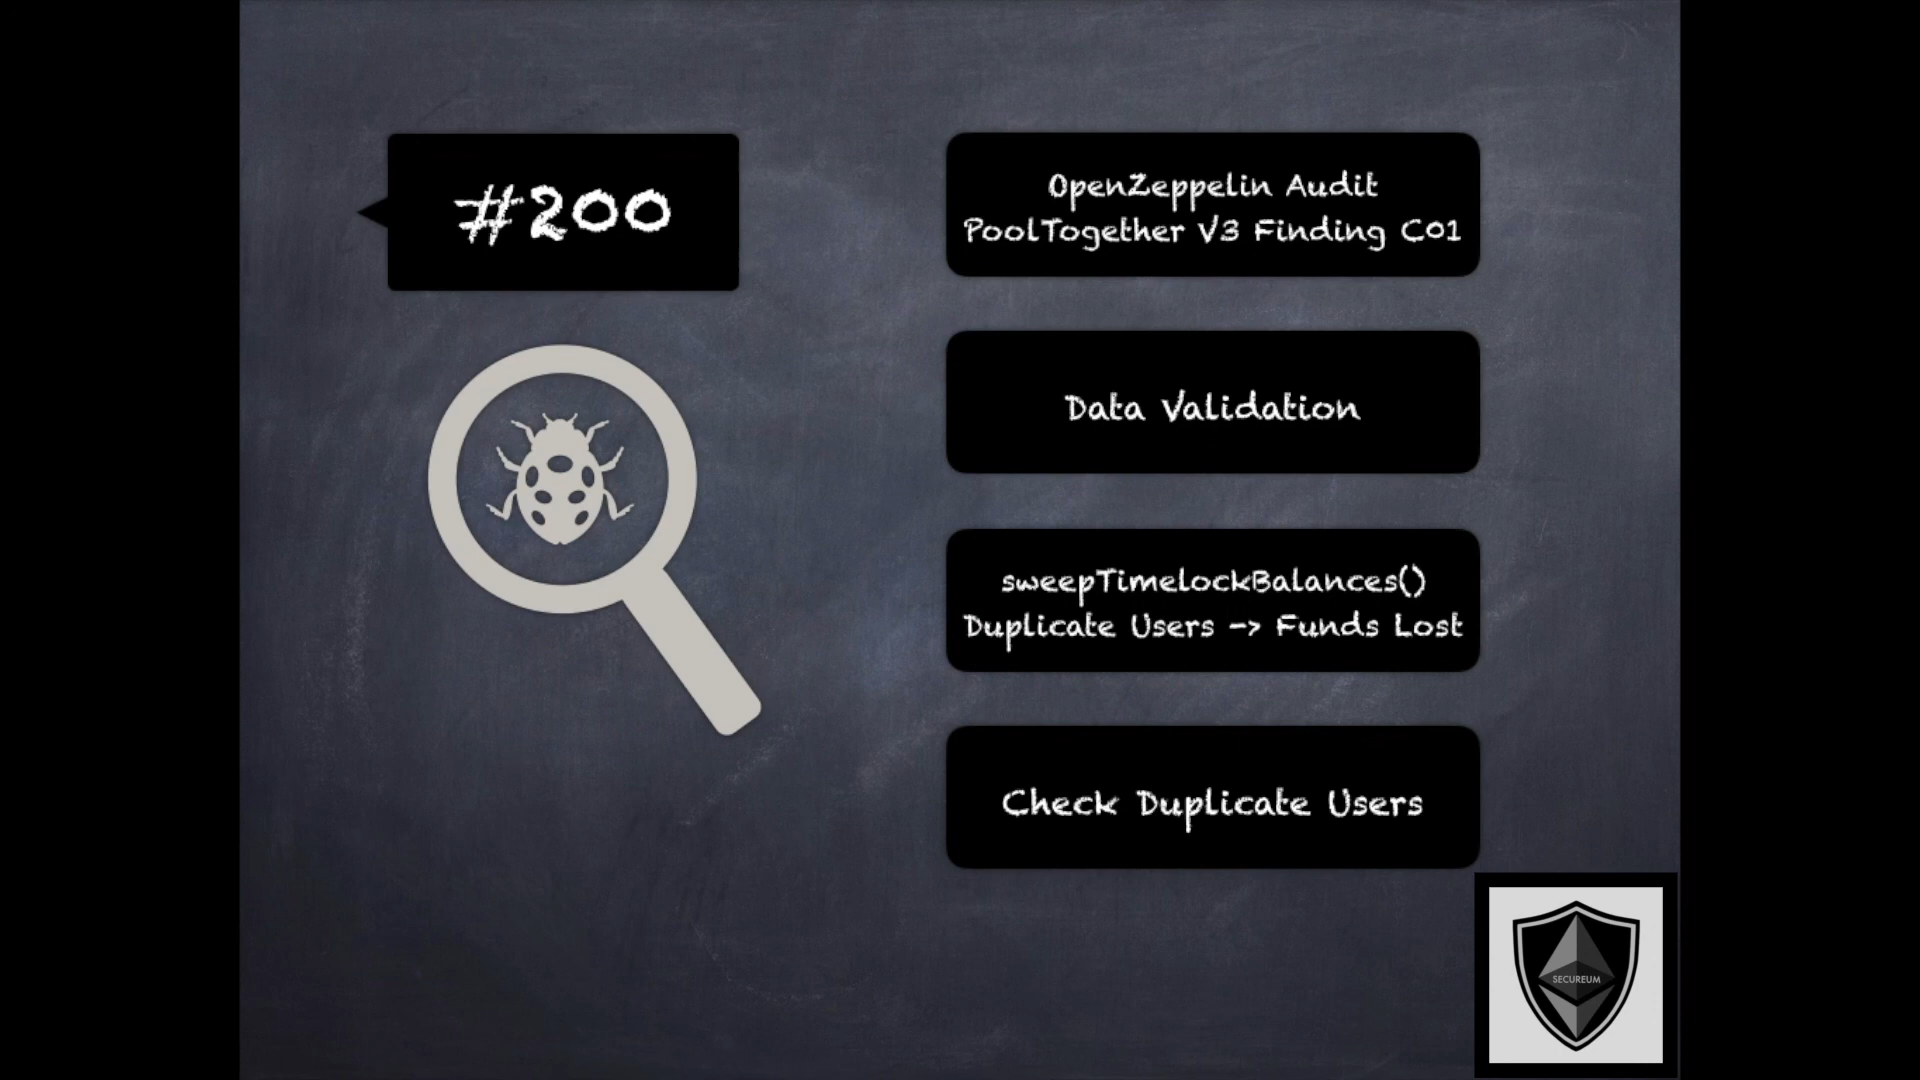 #200
OpenZeppelin Audit
PoolTogether V3 Finding C01
Data Validation
sweepTimelockBalances()
Duplicate Users -> Funds Lost
Check Duplicate Users
SECUREUM